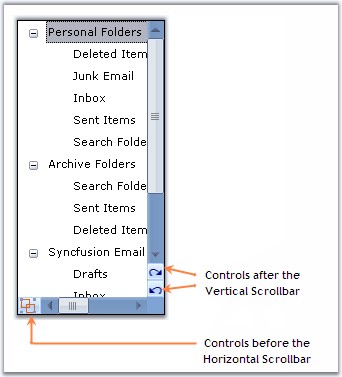 Personal Folders
Deleted Item
Junk Email
Inbox
Sent Items
Search Folde
Archive Folders
Search Folde
Sent Items
Deleted Item
Syncfusion Email
Drafts
Inbox
Controls after the
Vertical Scrollbar
Controls before the
Horizontal Scrollbar